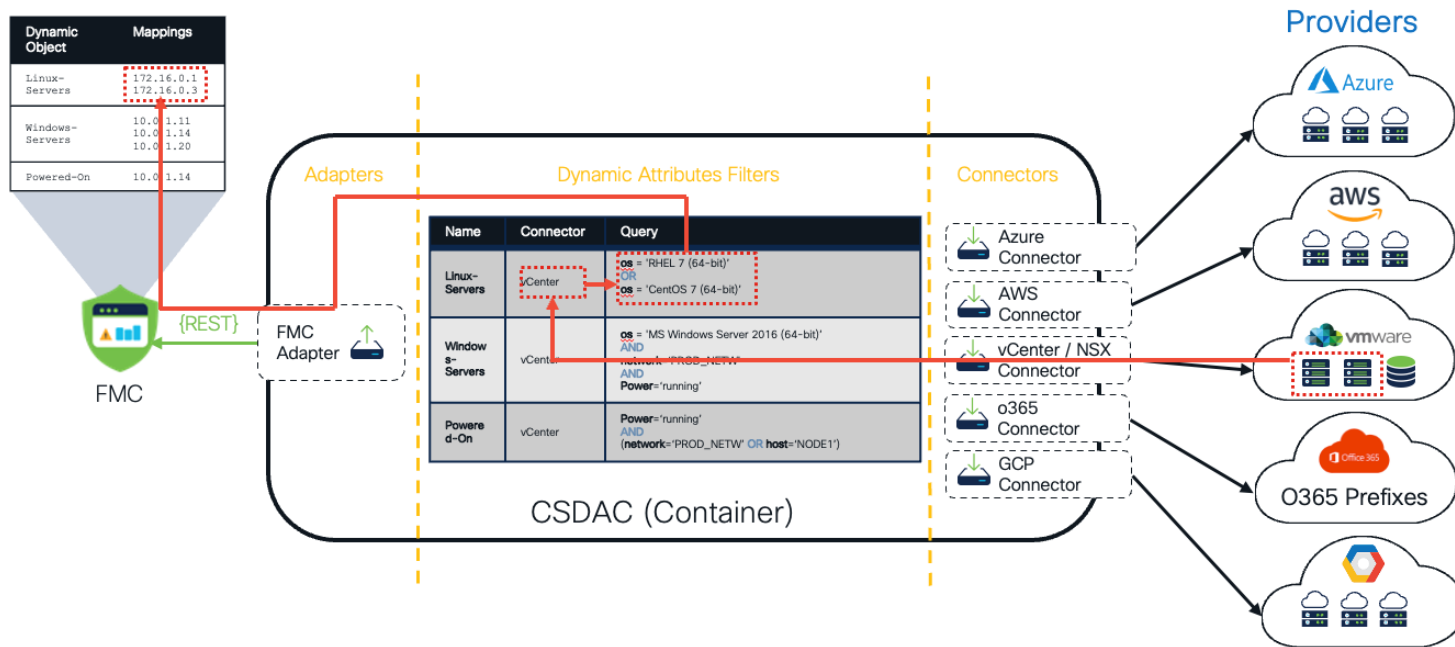 Dynamic
Object
Mappings
Linux-
Servers
172.16.0.1
172.16.0.3
Windows-
Servers
10.0.1.11
10.0.1.14
10.0.1.20
Powered-On
10.0.1.14
{REST}
FMC
FMC
Adapter
Adapters
Dynamic Attributes Filters
Connectors
Name
Connector
Query
Linux-
Servers
vCenter
os = 'RHEL 7 (64-bit)'
OR
os = 'CentOS 7 (64-bit)'
Window
s-
Servers
vCenter
os = 'MS Windows Server 2016 (64-bit)'
AND
network='PROD_NETW'
AND
Power='running'
Powere
d-On
vCenter
Power='running'
AND
(network='PROD_NETW' OR host='NODE1')
CSDAC (Container)
Azure
Connector
AWS
Connector
vCenter / NSX
Connector
o365
Connector
GCP
Connector
Providers
Azure
aws
vmware
Office 365
O365 Prefixes